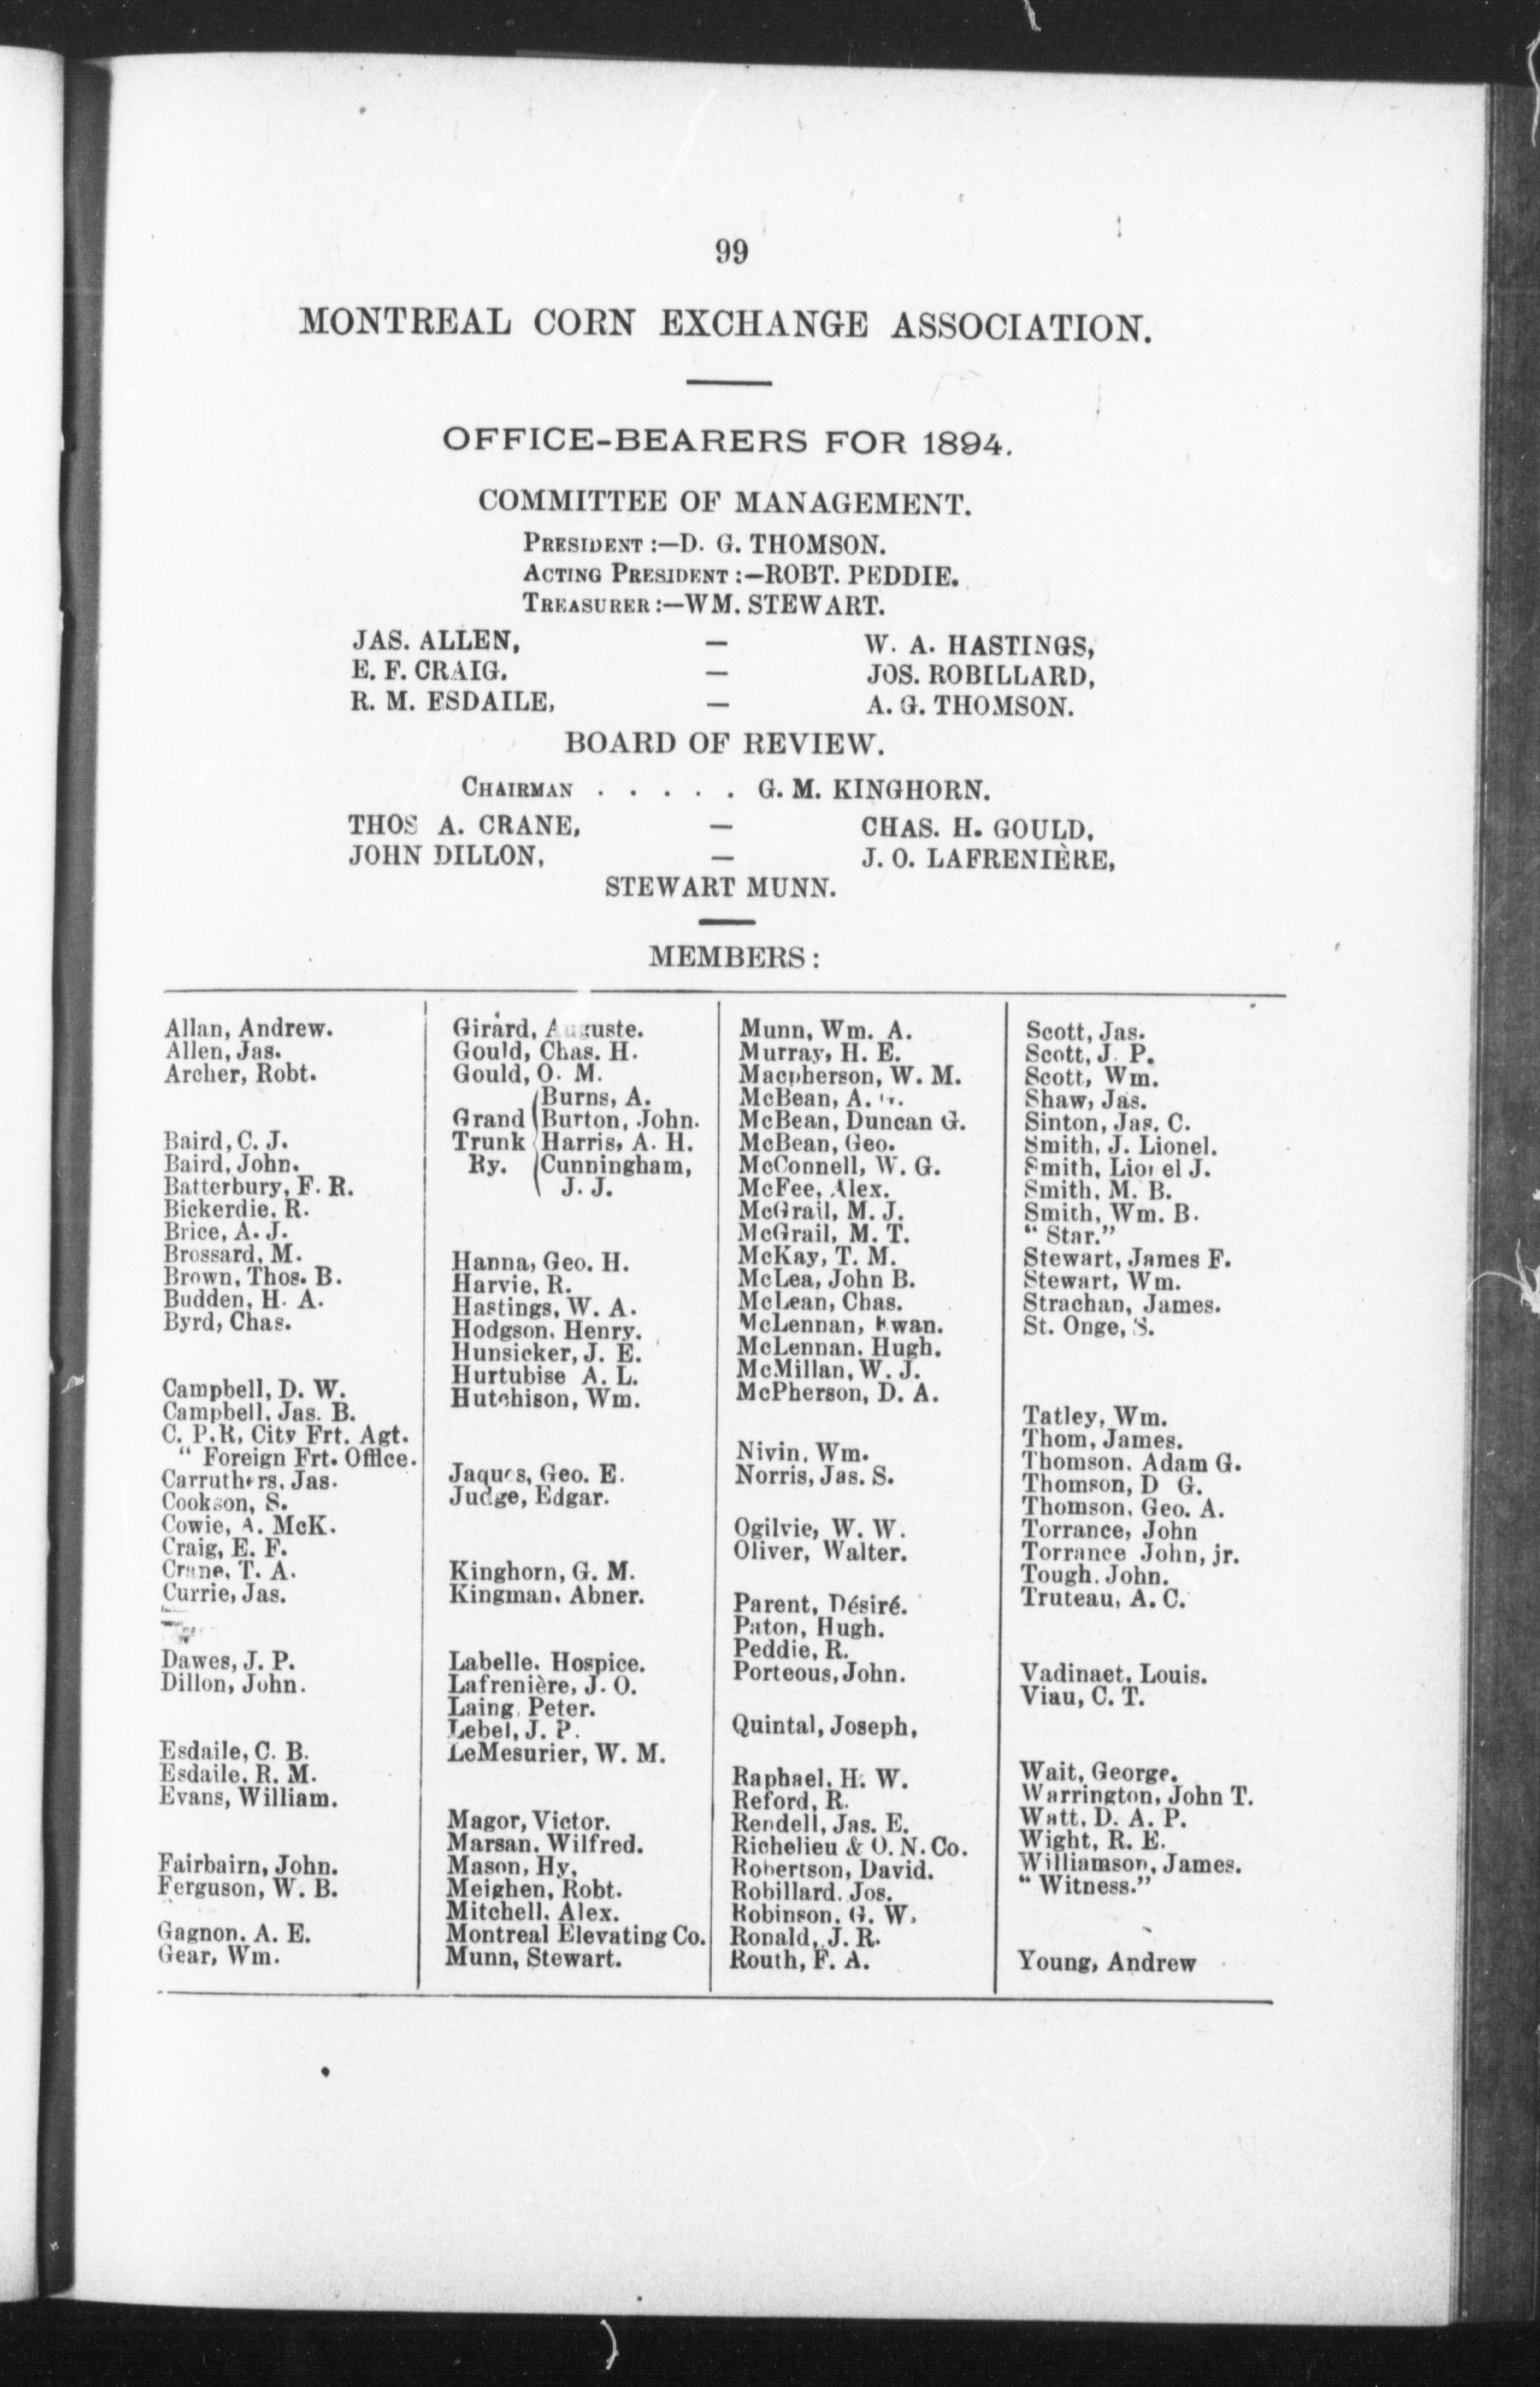 99
MONTREAL CORN EXCHANGE ASSOCIATION.
OFFICE-BEARERS FOR 1894.
COMMITTEE OF MANAGEMENT.
PRESIDENT :—D. G. THOMSON.
ACTING PRESIDENT :—ROBT. PEDDIE.
TREASURER :—WM. STEWART.
JAS. ALLEN, — W. A. HASTINGS,
E. F. CRAIG. — JOS. ROBILLARD,
R. M. ESDAILE, — A. G. THOMSON.
BOARD OF REVIEW.
CHAIRMAN . . . . . G. M. KINGHORN.
THOS A. CRANE, — CHAS. H. GOULD,
JOHN DILLON, — J. O. LAFRENIÈRE,
STEWART MUNN.
MEMBERS :
Allan, Andrew.
Allen, Jas.
Archer, Robt.
Baird, C. J.
Baird, John.
Batterbury, F. R.
Bickerdie. R.
Brice, A. J.
Brossard, M.
Brown, Thos. B.
Budden, H. A.
Byrd, Chas.
Campbell, D. W.
Campbell, Jas. B.
C. P.R, City Frt. Agt.
" Foreign Frt. Office.
Carruthers, Jas.
Cookson, S.
Cowie, A. McK.
Craig, E. F.
Crane, T. A.
Currie, Jas.
Dawes, J. P.
Dillon, John.
Esdaile, C. B.
Esdaile, R. M.
Evans, William.
Fairbairn, John.
Ferguson, W. B.
Gagnon. A. E.
Gear, Wm.
Girard, Auguste.
Gould, Chas. H.
Gould, O. M.
Burns, A.
Grand Burton, John.
Trunk Harris, A. H.
Ry. Cunningham,
J. J.
Hanna, Geo. H.
Harvie, R.
Hastings, W. A.
Hodgson. Henry.
Hunsicker, J. E.
Hurtubise A. L.
Hutchison, Wm.
Jaques, Geo. E.
Judge, Edgar.
Kinghorn, G. M.
Kingman, Abner.
Labelle. Hospice.
Lafrenière, J. O.
Laing, Peter.
Lebel, J. P.
LeMesurier, W. M.
Magor, Victor.
Marsan. Wilfred.
Mason, Hy,
Meighen, Robt.
Mitchell. Alex.
Montreal Elevating Co.
Munn, Stewart.
Munn, Wm. A.
Murray, H. E.
Macpherson, W. M.
McBean, A.
McBean, Duncan G.
McBean, Geo.
McConnell, W. G.
McFee, Alex.
McGrail, M. J.
McGrail, M. T.
McKay, T. M.
McLea, John B.
McLean, Chas.
McLennan, Ewan.
McLennan. Hugh.
McMillan, W. J.
McPherson, D. A.
Nivin, Wm.
Norris, Jas. S.
Ogilvie, W. W.
Oliver, Walter.
Parent, Désiré.
Paton, Hugh.
Peddie, R.
Porteous, John.
Quintal, Joseph,
Raphael, H. W.
Reford, R.
Rendell, Jas. E.
Richelieu & O. N. Co.
Robertson, David.
Robillard. Jos.
Robinson. G. W.
Ronald, J. R.
Routh, F. A.
Scott, Jas.
Scott, J. P.
Scott, Wm.
Shaw, Jas.
Sinton, Jas. C.
Smith, J. Lionel.
Smith, Lionel J.
Smith, M. B.
Smith, Wm. B.
" Star."
Stewart, James F.
Stewart, Wm.
Strachan, James.
St. Onge, S.
Tatley, Wm.
Thom, James.
Thomson, Adam G.
Thomson, D G.
Thomson, Geo. A.
Torrance, John
Torrance John, jr.
Tough. John.
Truteau, A. C.
Vadinaet, Louis.
Viau, C. T.
Wait, George.
Warrington, John T.
Watt, D. A. P.
Wight, R. E.
Williamson, James.
" Witness."
Young, Andrew